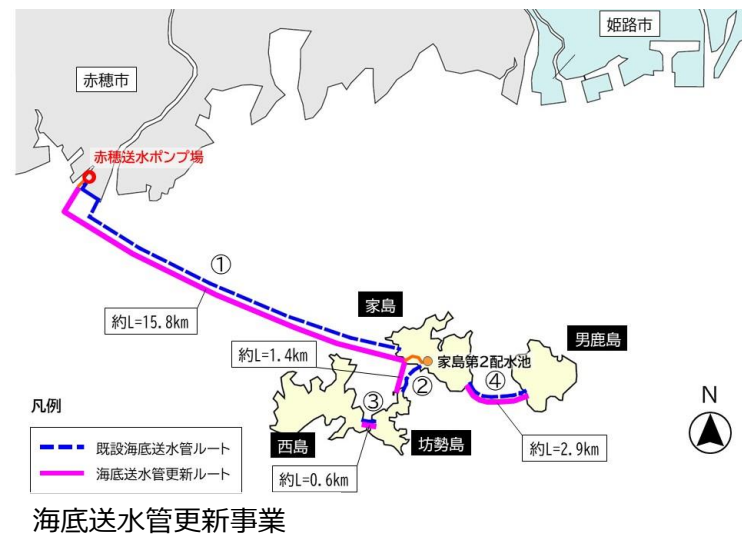 姫路市
赤穂市
赤穂送水ポンプ場
①
約L=15.8km
家島
男鹿島
約L=1.4km
家島第2配水池
②
④
③
N
凡例
既設海底送水管ルート
海底送水管更新ルート
西島
坊勢島
約L=2.9km
約L=0.6km
海底送水管更新事業